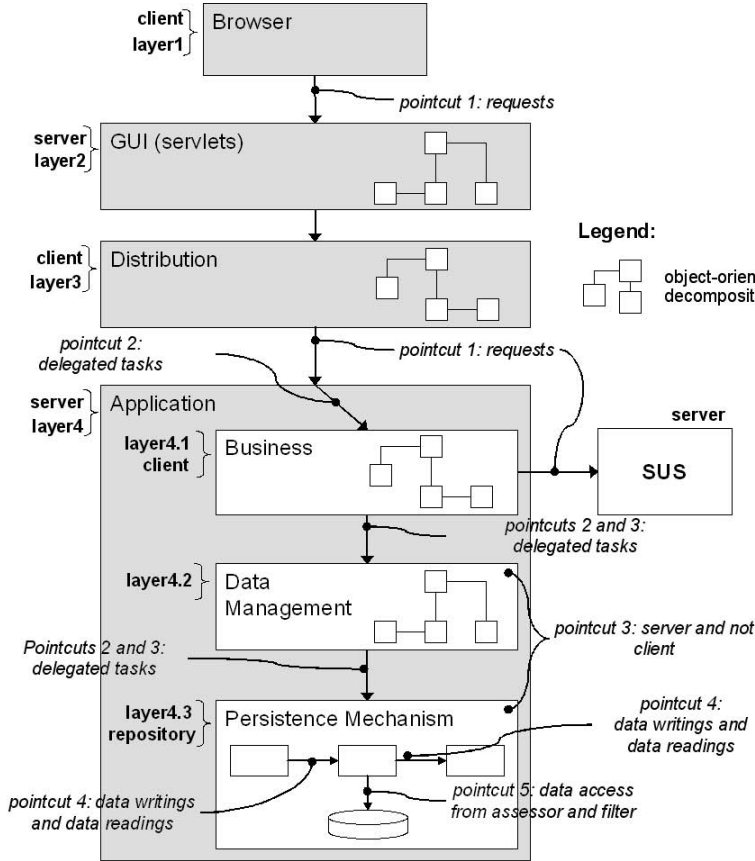 client
layer1
Browser
pointcut 1: requests
server
layer2
GUI (servlets)
client
layer3
Distribution
Legend:
object-orien
decomposit
pointcut 2:
delegated tasks
pointcut 1: requests
server
layer4
Application
layer4.1
client
Business
server
SUS
pointcuts 2 and 3:
delegated tasks
layer4.2
Data
Management
pointcut 3: server and not
client
Pointcuts 2 and 3:
delegated tasks
layer4.3
repository
Persistence Mechanism
pointcut 4:
data writings and
data readings
pointcut 4: data writings
and data readings
pointcut 5: data access
from assessor and filter